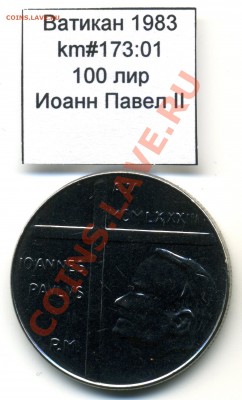 Ватикан 1983
km#173:01
100 лир
Иоанн Павел II
IOANNES
PAVLVS
P.M.
COINS.LAVE.RU